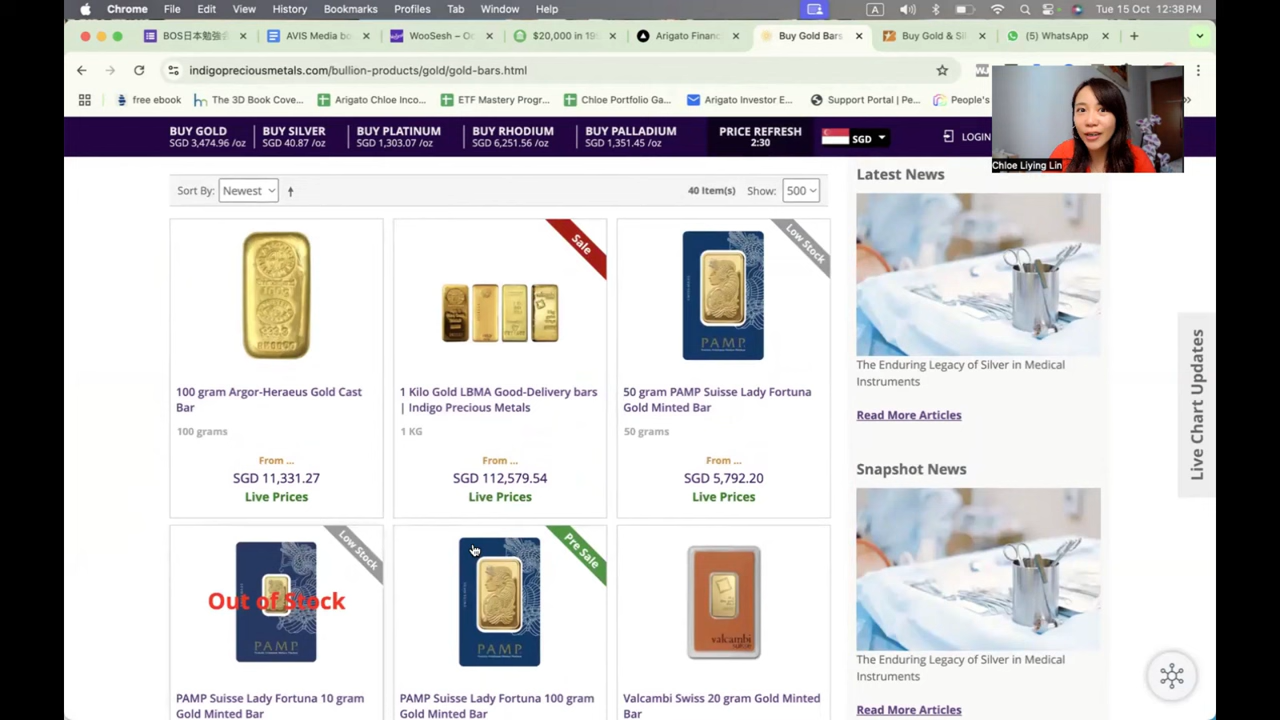 Chrome File Edit View History Bookmarks Profiles Tab Window Help A Tue 15 Oct 12:38 PM
BOS日本勉強会 AVIS Media bo WooSesh – O $20,000 in 19 Arigato Financ Buy Gold Bars Buy Gold & Sil (5) WhatsApp
indigopreciousmetals.com/bullion-products/gold/gold-bars.html
free ebook The 3D Book Cove... Arigato Chloe Inco... ETF Mastery Progr... Chloe Portfolio Ga... Arigato Investor E... Support Portal | Pe... People's
Chloe Liying Lin
BUY GOLD BUY SILVER BUY PLATINUM BUY RHODIUM BUY PALLADIUM PRICE REFRESH
SGD 3,474.96 /oz SGD 40.87 /oz SGD 1,303.07 /oz SGD 6,251.56 /oz SGD 1,351.45 /oz 2:30
SGD
LOGIN
Sort By: Newest
40 Item(s) Show: 500
100 gram Argor-Heraeus Gold Cast
Bar
100 grams
From ...
SGD 11,331.27
Live Prices
Sale
1 Kilo Gold LBMA Good-Delivery bars
| Indigo Precious Metals
1 KG
From ...
SGD 112,579.54
Live Prices
Low Stock
PAMP
50 gram PAMP Suisse Lady Fortuna
Gold Minted Bar
50 grams
From ...
SGD 5,792.20
Live Prices
Low Stock
Out of Stock
PAMP
PAMP Suisse Lady Fortuna 10 gram
Gold Minted Bar
Pre Sale
PAMP
PAMP Suisse Lady Fortuna 100 gram
Gold Minted Bar
valcambi
Valcambi Swiss 20 gram Gold Minted
Bar
Latest News
The Enduring Legacy of Silver in Medical
Instruments
Read More Articles
Snapshot News
The Enduring Legacy of Silver in Medical
Instruments
Read More Articles
Live Chart Updates